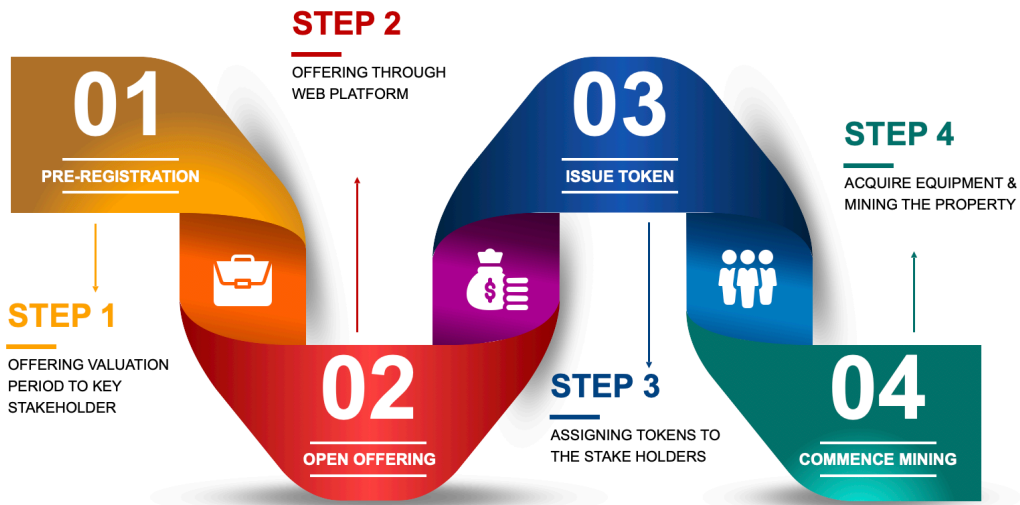 01
PRE-REGISTRATION
STEP 1
OFFERING VALUATION
PERIOD TO KEY
STAKEHOLDER
STEP 2
OFFERING THROUGH
WEB PLATFORM
02
OPEN OFFERING
$
03
ISSUE TOKEN
STEP 3
ASSIGNING TOKENS TO
THE STAKE HOLDERS
STEP 4
ACQUIRE EQUIPMENT &
MINING THE PROPERTY
04
COMMENCE MINING